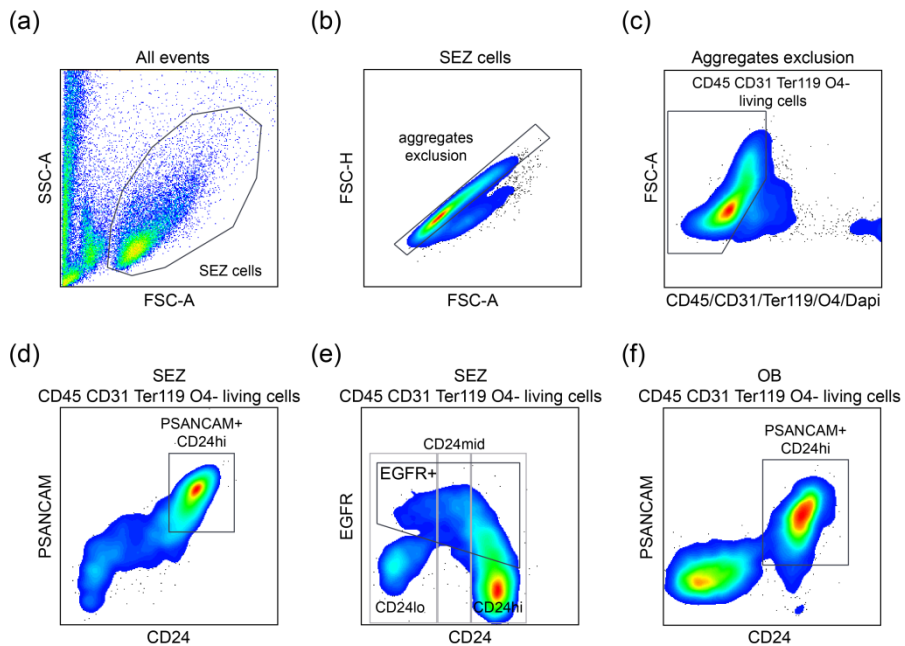 (a)
All events
SSC-A
SEZ cells
FSC-A
(b)
SEZ cells
FSC-H
aggregates
exclusion
FSC-A
(c)
Aggregates exclusion
CD45 CD31 Ter119 O4-
living cells
FSC-A
CD45/CD31/Ter119/O4/Dapi
(d)
SEZ
CD45 CD31 Ter119 O4- living cells
PSANCAM+
CD24hi
PSANCAM
CD24
(e)
SEZ
CD45 CD31 Ter119 O4- living cells
CD24mid
EGFR+
EGFR
CD24lo
CD24hi
CD24
(f)
OB
CD45 CD31 Ter119 O4- living cells
PSANCAM+
CD24hi
PSANCAM
CD24